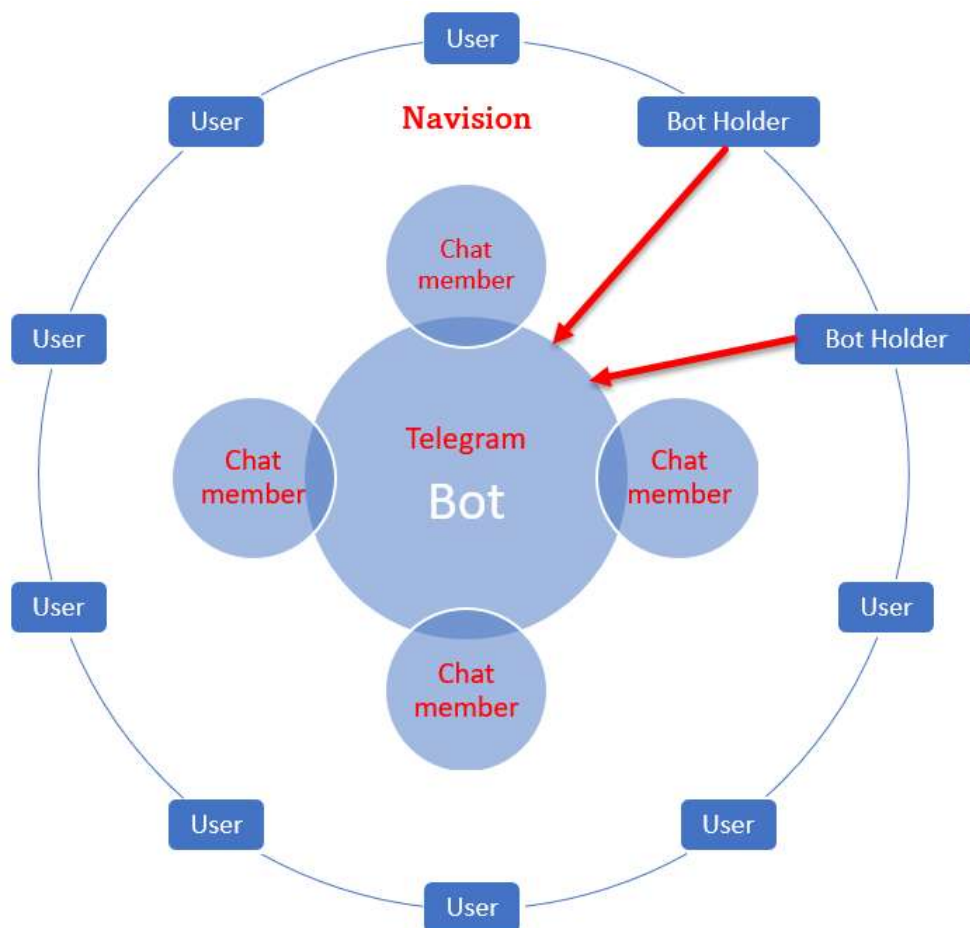 User
User
Navision
Bot Holder
Chat
member
User
Bot Holder
Telegram
Bot
Chat
member
Chat
member
User
User
Chat
member
User
User
User